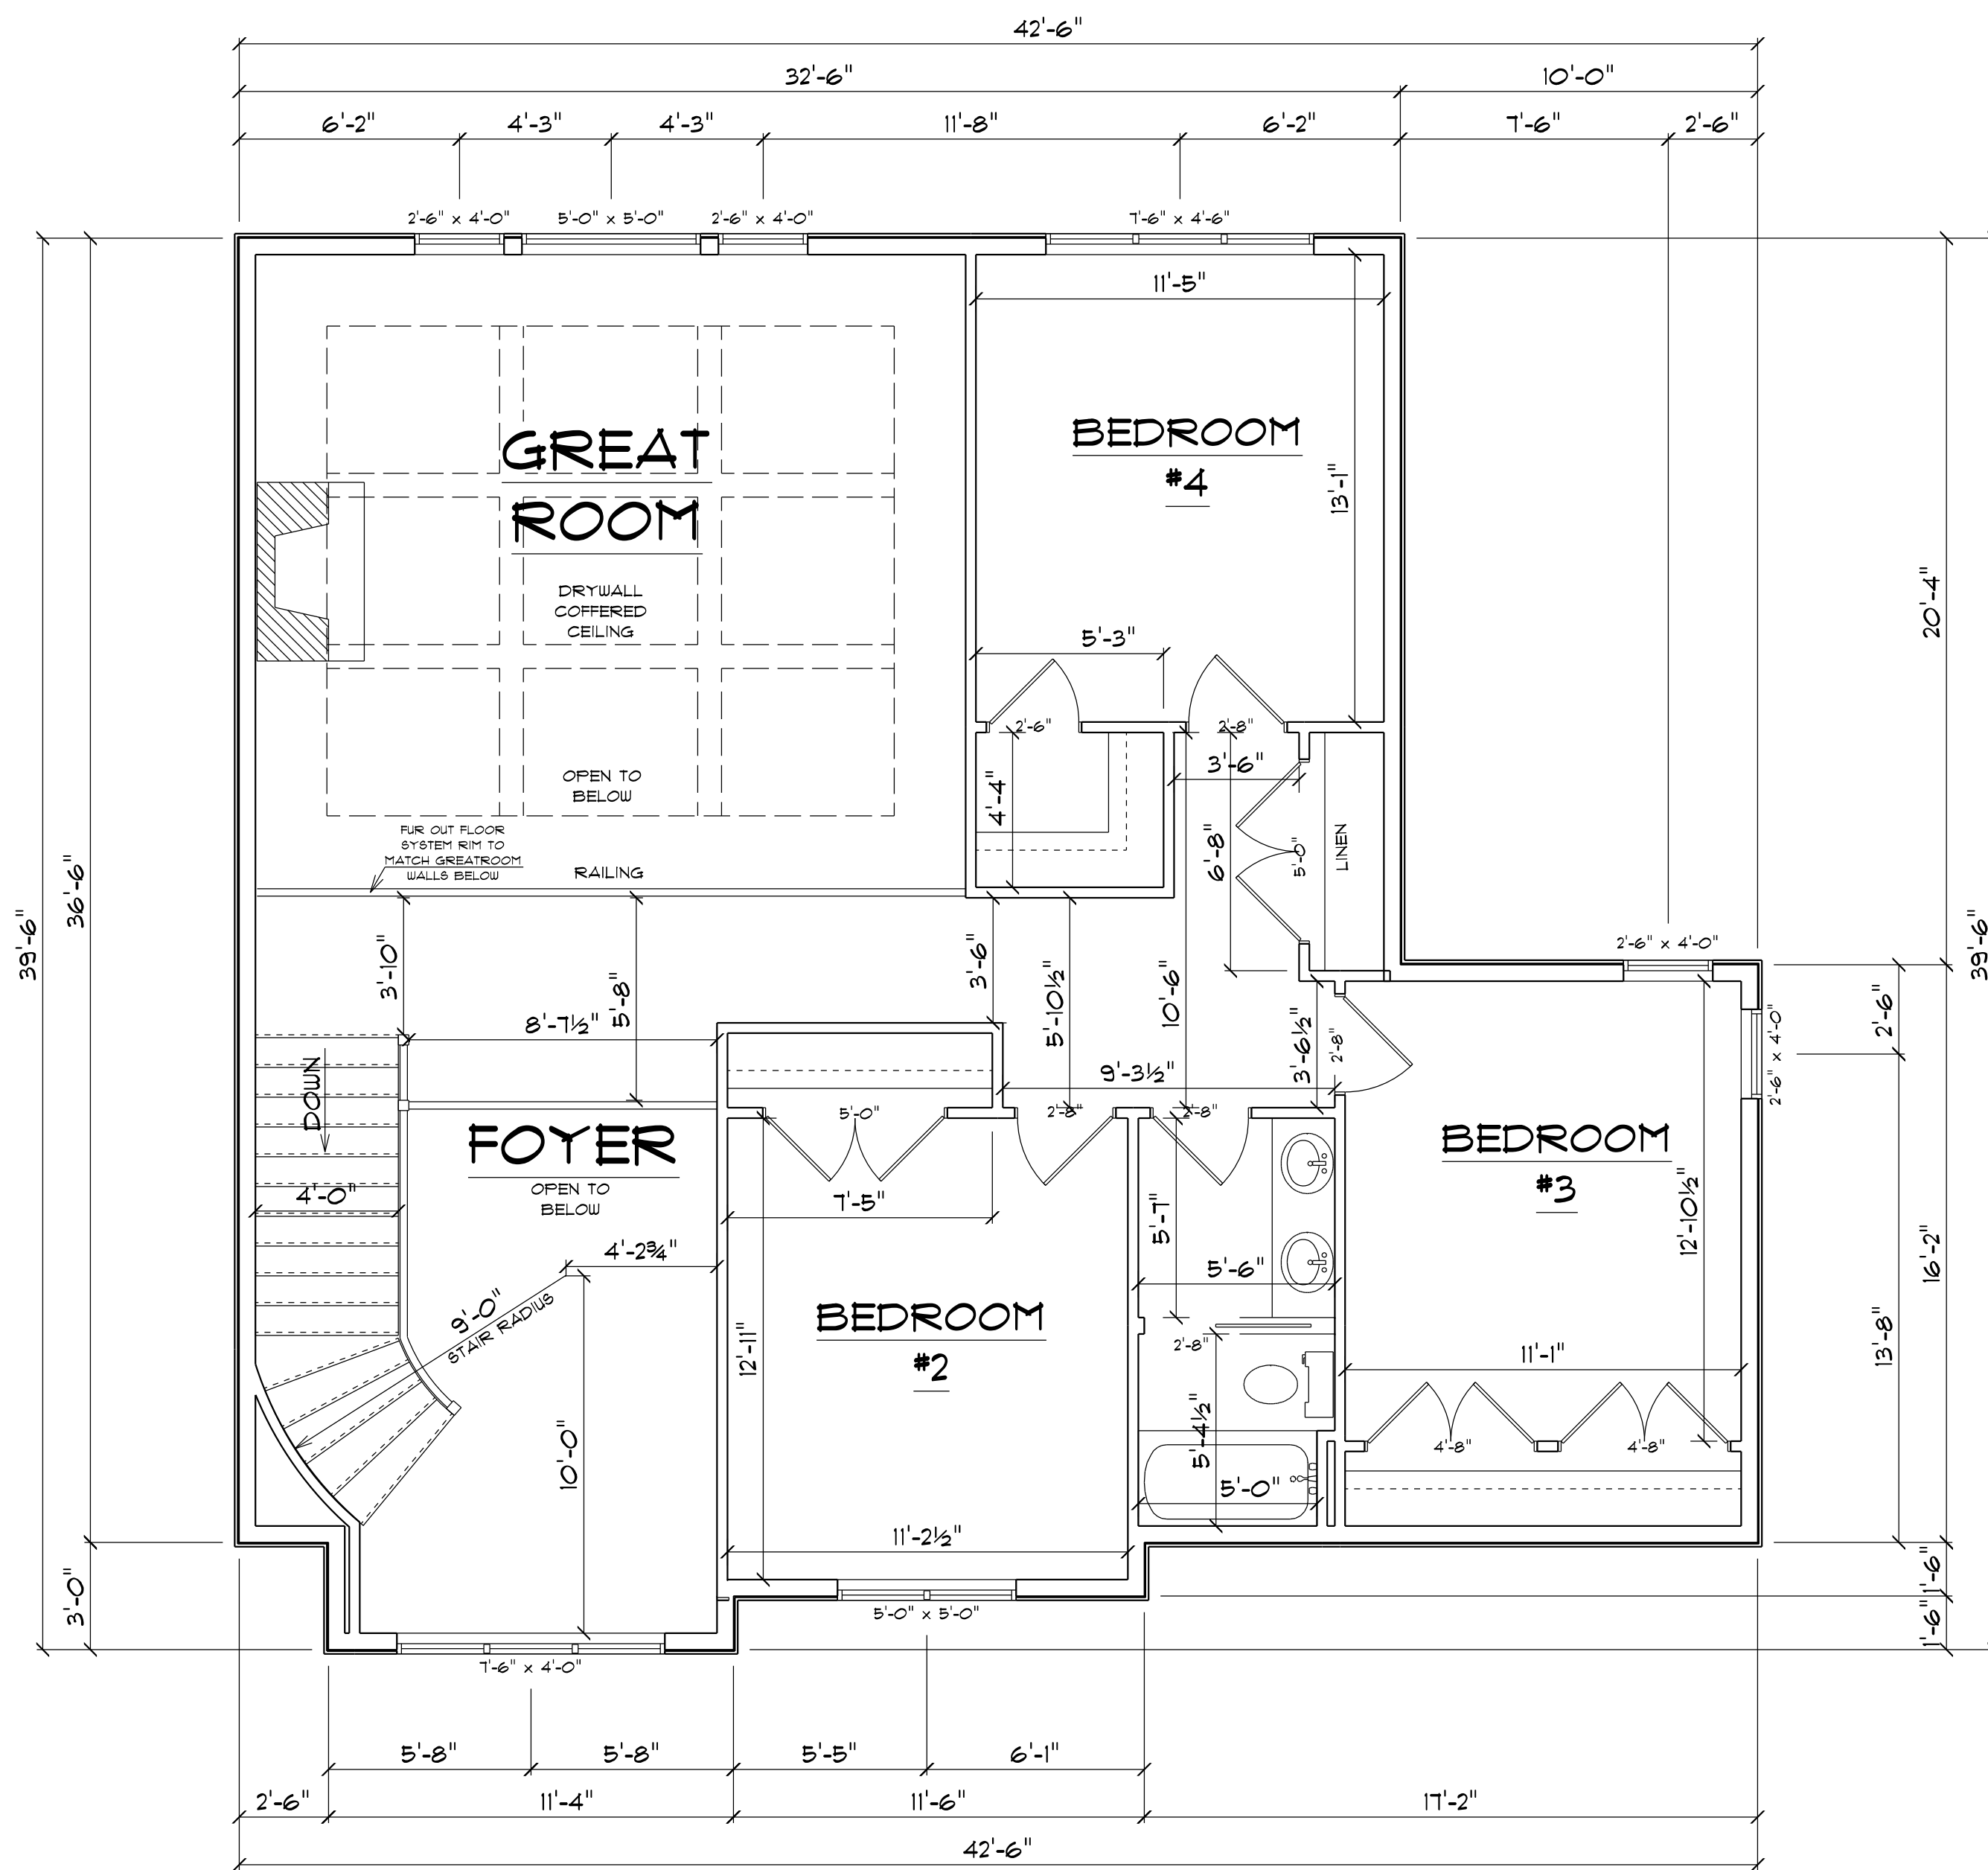 42'-6"
32'-6" 10'-0"
6'-2" 4'-3" 4'-3" 11'-8" 6'-2" 7'-6" 2'-6"
2'-6" x 4'-0" 5'-0" x 5'-0" 2'-6" x 4'-0" 7'-6" x 4'-6"
11'-5"
GREAT
ROOM
DRYWALL
COFFERED
CEILING
OPEN TO
BELOW
BEDROOM
#4
13'-1"
20'-4"
5'-3"
2'-6" 2'-8"
3'-6"
4'-4"
6'-8"
5'-0"
LINEN
FUR OUT FLOOR
SYSTEM RIM TO
MATCH GREATROOM
WALLS BELOW
RAILING
39'-6"
36'-6"
39'-6"
2'-6" x 4'-0"
3'-10"
5'-8"
3'-6"
5'-10½"
10'-6"
3'-6½"
2'-8"
2'-6"
2'-6" x 4'-0"
8'-7½"
9'-3½"
DOWN
5'-0" 2'-8" 2'-8"
FOYER
OPEN TO
BELOW
BEDROOM
#3
12'-10½"
4'-0"
7'-5"
5'-7"
16'-2"
4'-2¾"
5'-6"
9'-0"
STAIR RADIUS
BEDROOM
#2
12'-11"
2'-8"
11'-1"
13'-8"
5'-4½"
4'-8" 4'-8"
10'-0"
5'-0"
11'-2½"
3'-0"
1'-6"
1'-6"
5'-0" x 5'-0"
7'-6" x 4'-0"
5'-8" 5'-8" 5'-5" 6'-1"
2'-6" 11'-4" 11'-6" 17'-2"
42'-6"